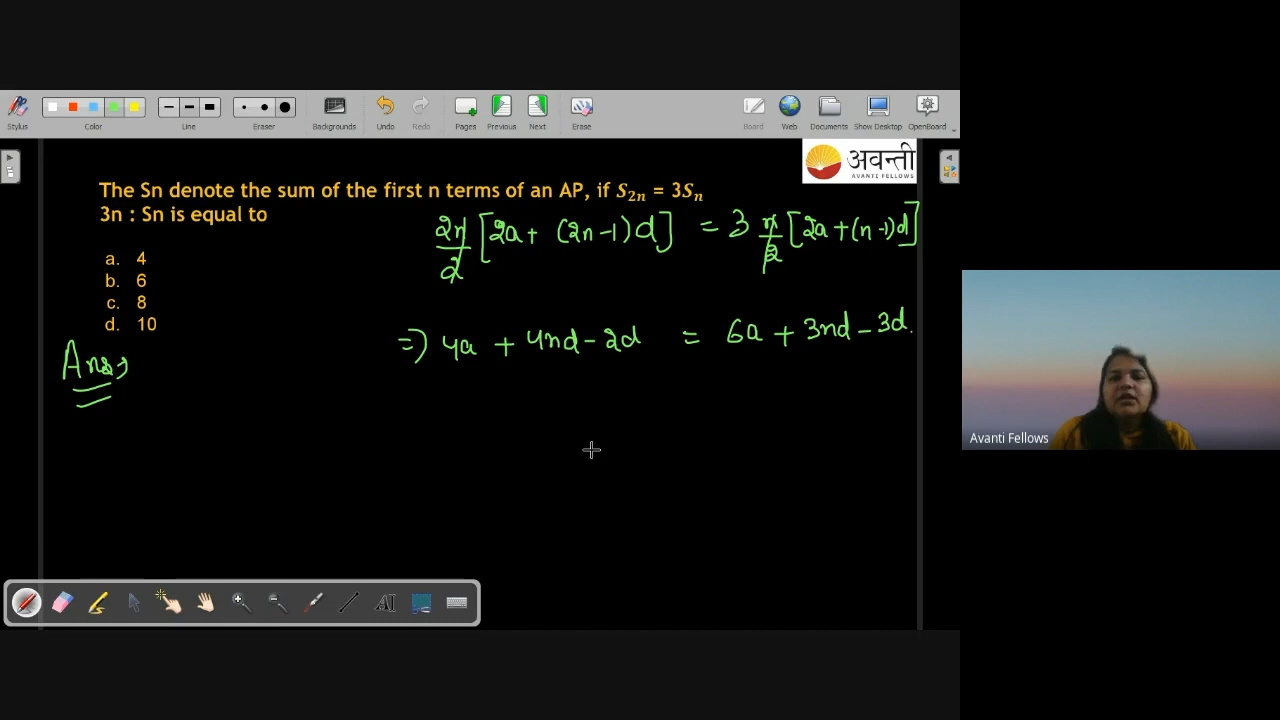 Stylus Color Line Eraser Backgrounds Undo Redo Pages Previous Next Erase Board Web Documents Show Desktop OpenBoard
अवन्ती
AVANTI FELLOWS
The Sn denote the sum of the first n terms of an AP, if S₂ₙ = 3Sₙ
3n : Sn is equal to
2n/2 [2a+ (2n-1)d] = 3 n/2 [2a+(n-1)d]
a. 4
b. 6
c. 8
d. 10
=) 4a + 4nd - 2d = 6a + 3nd - 3d.
Ans,
AI
Avanti Fellows